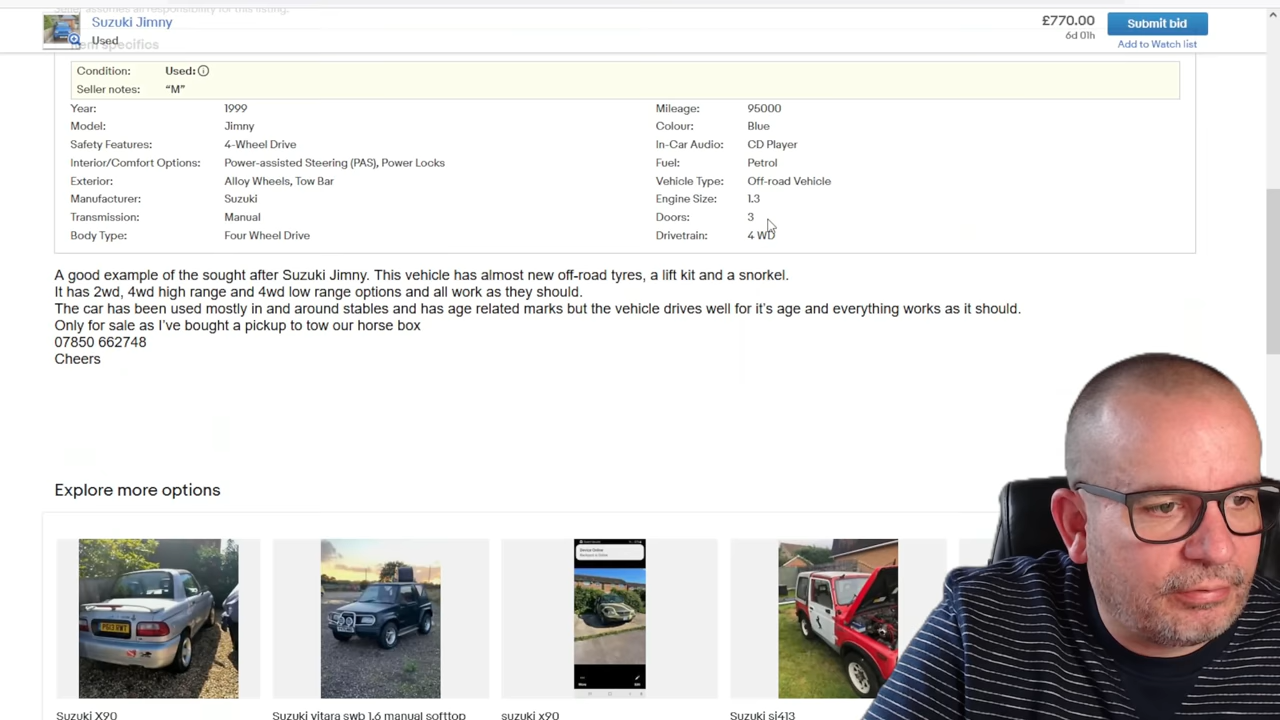 Seller assumes all responsibility for this listing.
Suzuki Jimny
Used
Item specifics
£770.00
6d 01h
Submit bid
Add to Watch list
Condition: Used:
Seller notes: “M”
Year: 1999 Mileage: 95000
Model: Jimny Colour: Blue
Safety Features: 4-Wheel Drive In-Car Audio: CD Player
Interior/Comfort Options: Power-assisted Steering (PAS), Power Locks Fuel: Petrol
Exterior: Alloy Wheels, Tow Bar Vehicle Type: Off-road Vehicle
Manufacturer: Suzuki Engine Size: 1.3
Transmission: Manual Doors: 3
Body Type: Four Wheel Drive Drivetrain: 4 WD
A good example of the sought after Suzuki Jimny. This vehicle has almost new off-road tyres, a lift kit and a snorkel.
It has 2wd, 4wd high range and 4wd low range options and all work as they should.
The car has been used mostly in and around stables and has age related marks but the vehicle drives well for it’s age and everything works as it should.
Only for sale as I’ve bought a pickup to tow our horse box
07850 662748
Cheers
Explore more options
Suzuki X90 Suzuki vitara swb 1.6 manual softtop suzuki x90 Suzuki sj413